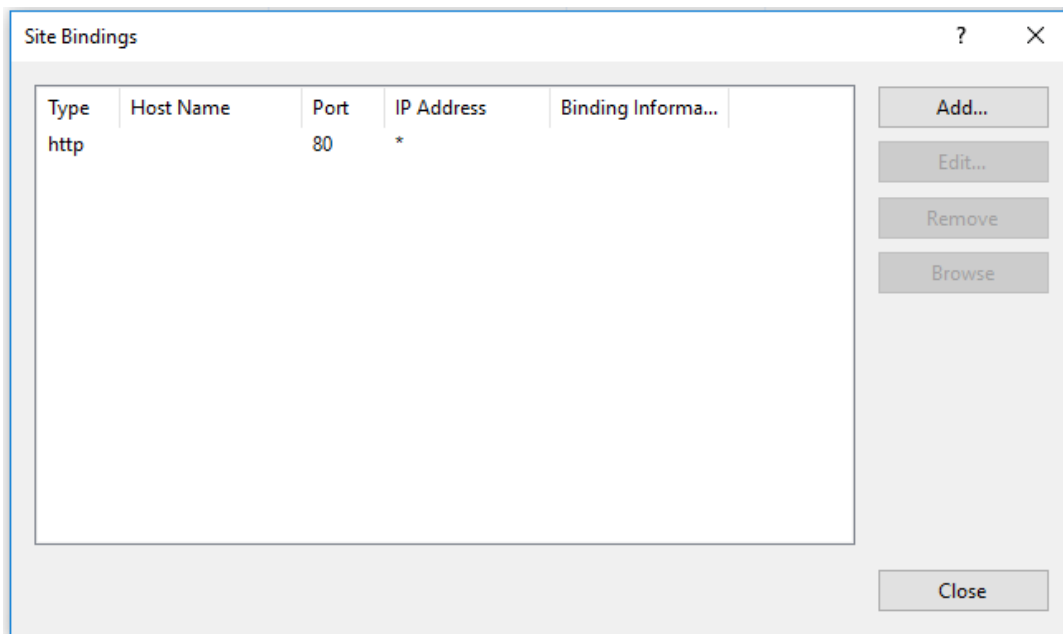 Site Bindings ?
Type Host Name Port IP Address Binding Informa...
http 80 *
Add...
Edit...
Remove
Browse
Close